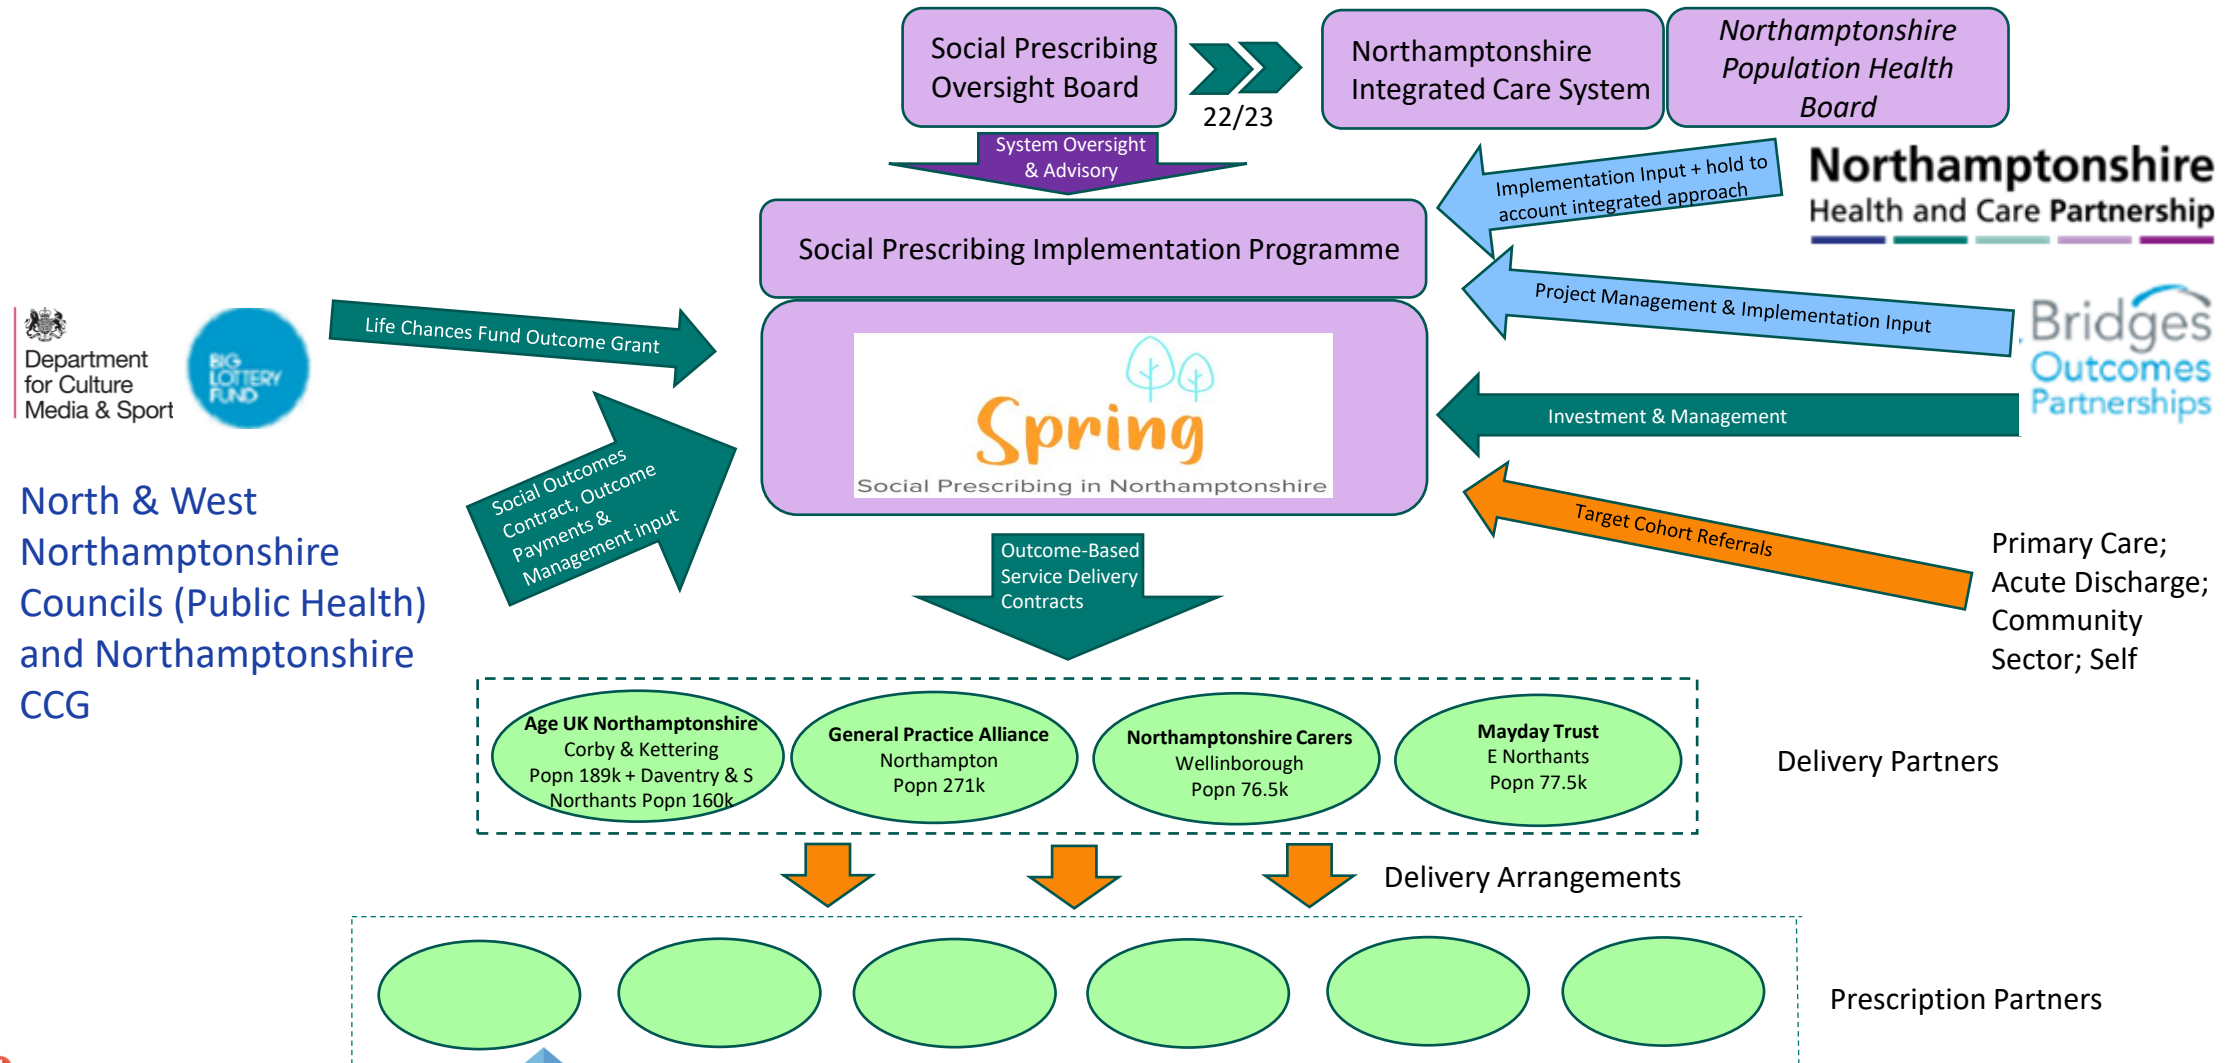 Social Prescribing
Oversight Board
22/23
Northamptonshire
Integrated Care System
Northamptonshire
Population Health
Board
System Oversight
& Advisory
Implementation Input + hold to
account integrated approach
Northamptonshire
Health and Care Partnership
Social Prescribing Implementation Programme
Project Management & Implementation Input
Bridges
Outcomes
Partnerships
Department
for Culture
Media & Sport
BIG
LOTTERY
FUND
Life Chances Fund Outcome Grant
Spring
Social Prescribing in Northamptonshire
Investment & Management
North & West
Northamptonshire
Councils (Public Health)
and Northamptonshire
CCG
Social Outcomes
Contract, Outcome
Payments &
Management input
Target Cohort Referrals
Primary Care;
Acute Discharge;
Community
Sector; Self
Outcome-Based
Service Delivery
Contracts
Age UK Northamptonshire
Corby & Kettering
Popn 189k + Daventry & S
Northants Popn 160k
General Practice Alliance
Northampton
Popn 271k
Northamptonshire Carers
Wellinborough
Popn 76.5k
Mayday Trust
E Northants
Popn 77.5k
Delivery Partners
Delivery Arrangements
Prescription Partners